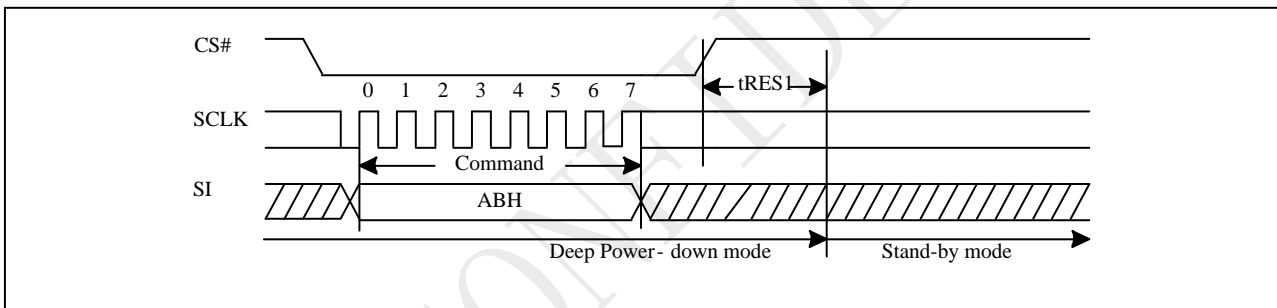 CS#
0 1 2 3 4 5 6 7
tRES1
SCLK
Command
SI
ABH
Deep Power- down mode
Stand-by mode